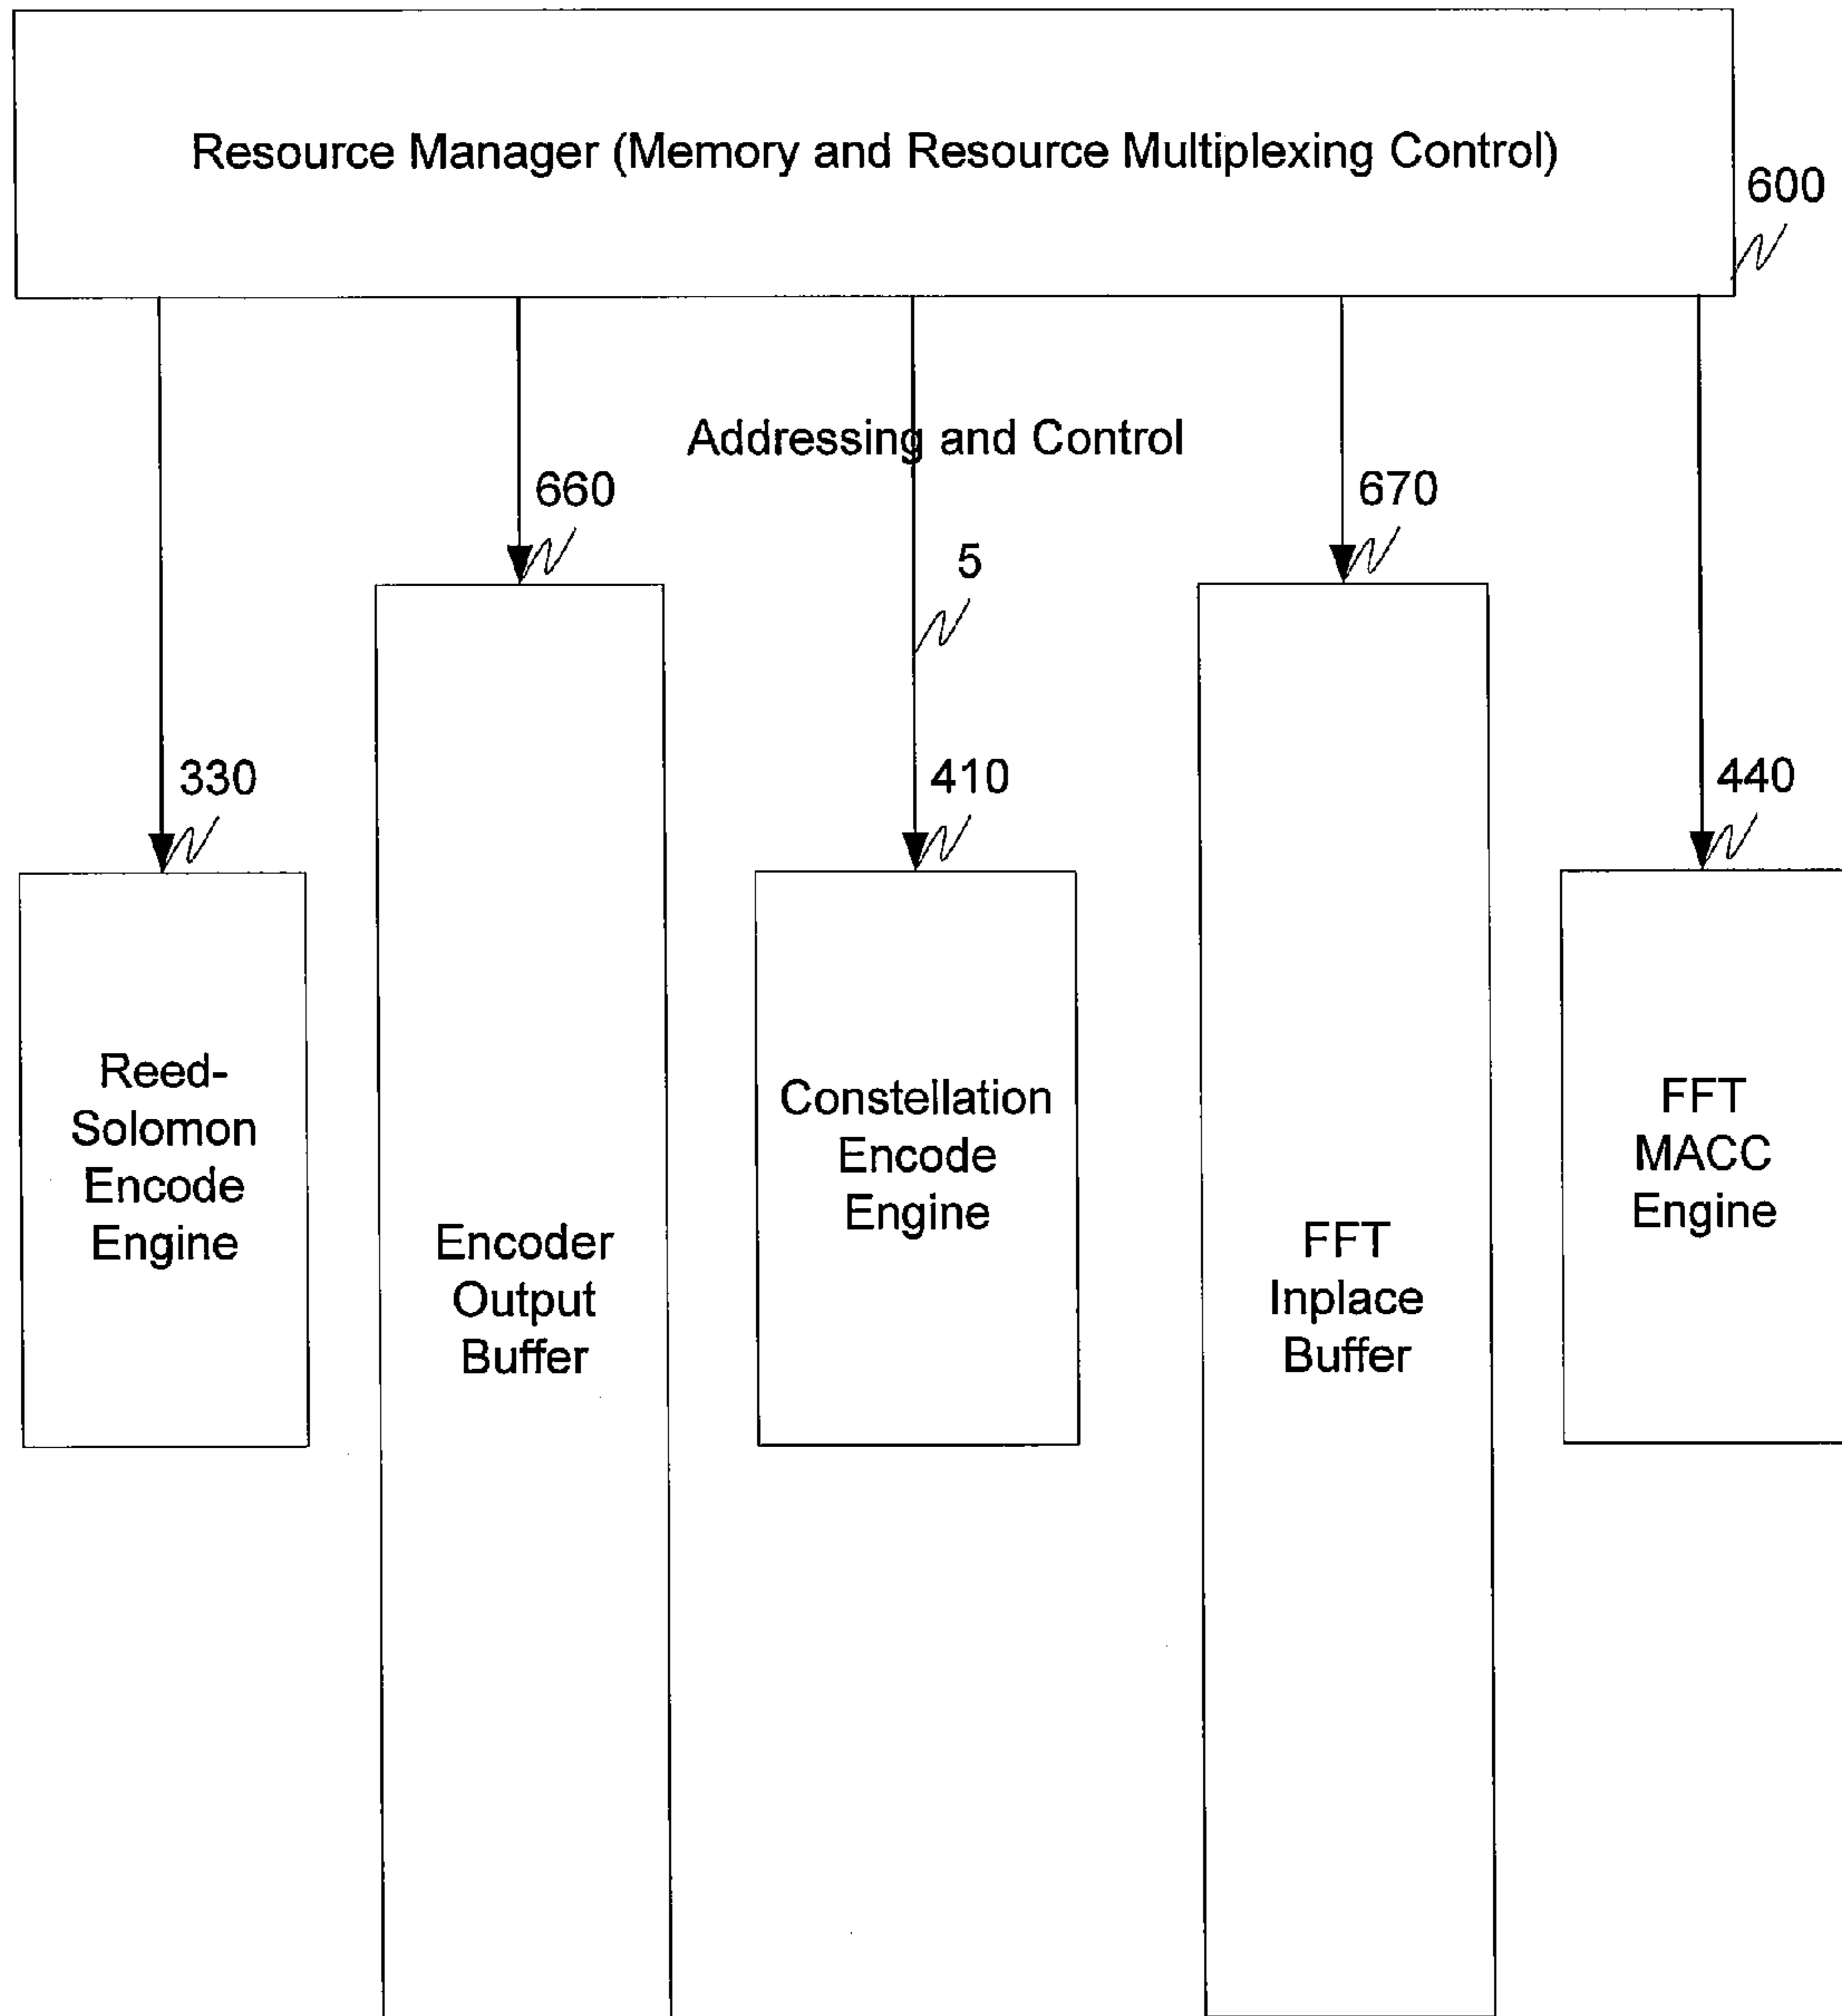 Resource Manager (Memory and Resource Multiplexing Control)
600
Addressing and Control
660
670
5
330
410
440
Reed-
Solomon
Encode
Engine
Encoder
Output
Buffer
Constellation
Encode
Engine
FFT
Inplace
Buffer
FFT
MACC
Engine